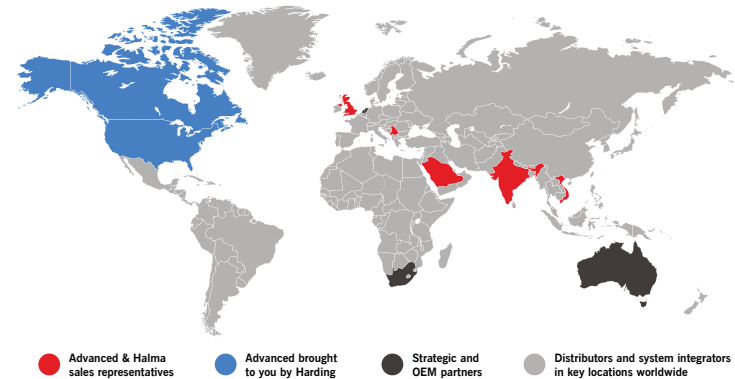 Advanced & Halma
sales representatives
Advanced brought
to you by Harding
Strategic and
OEM partners
Distributors and system integrators
in key locations worldwide